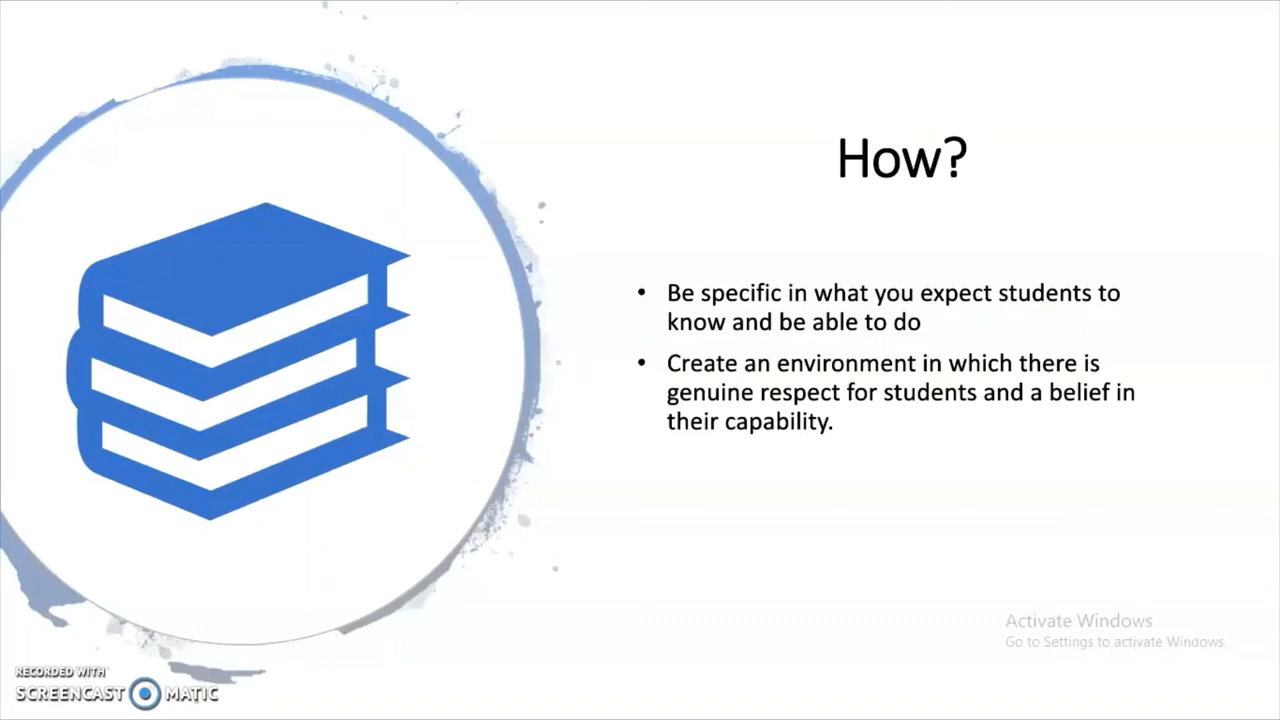 How?
• Be specific in what you expect students to
know and be able to do
• Create an environment in which there is
genuine respect for students and a belief in
their capability.
Activate Windows
Go to Settings to activate Windows.
RECORDED WITH
SCREENCAST MATIC